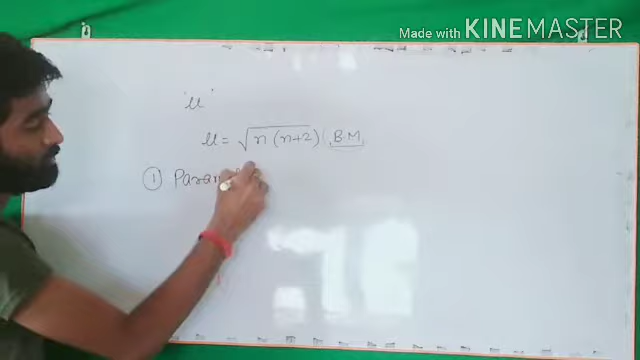 Made with KINEMASTER
'μ'
μ = √n(n+2) B.M.
① Param